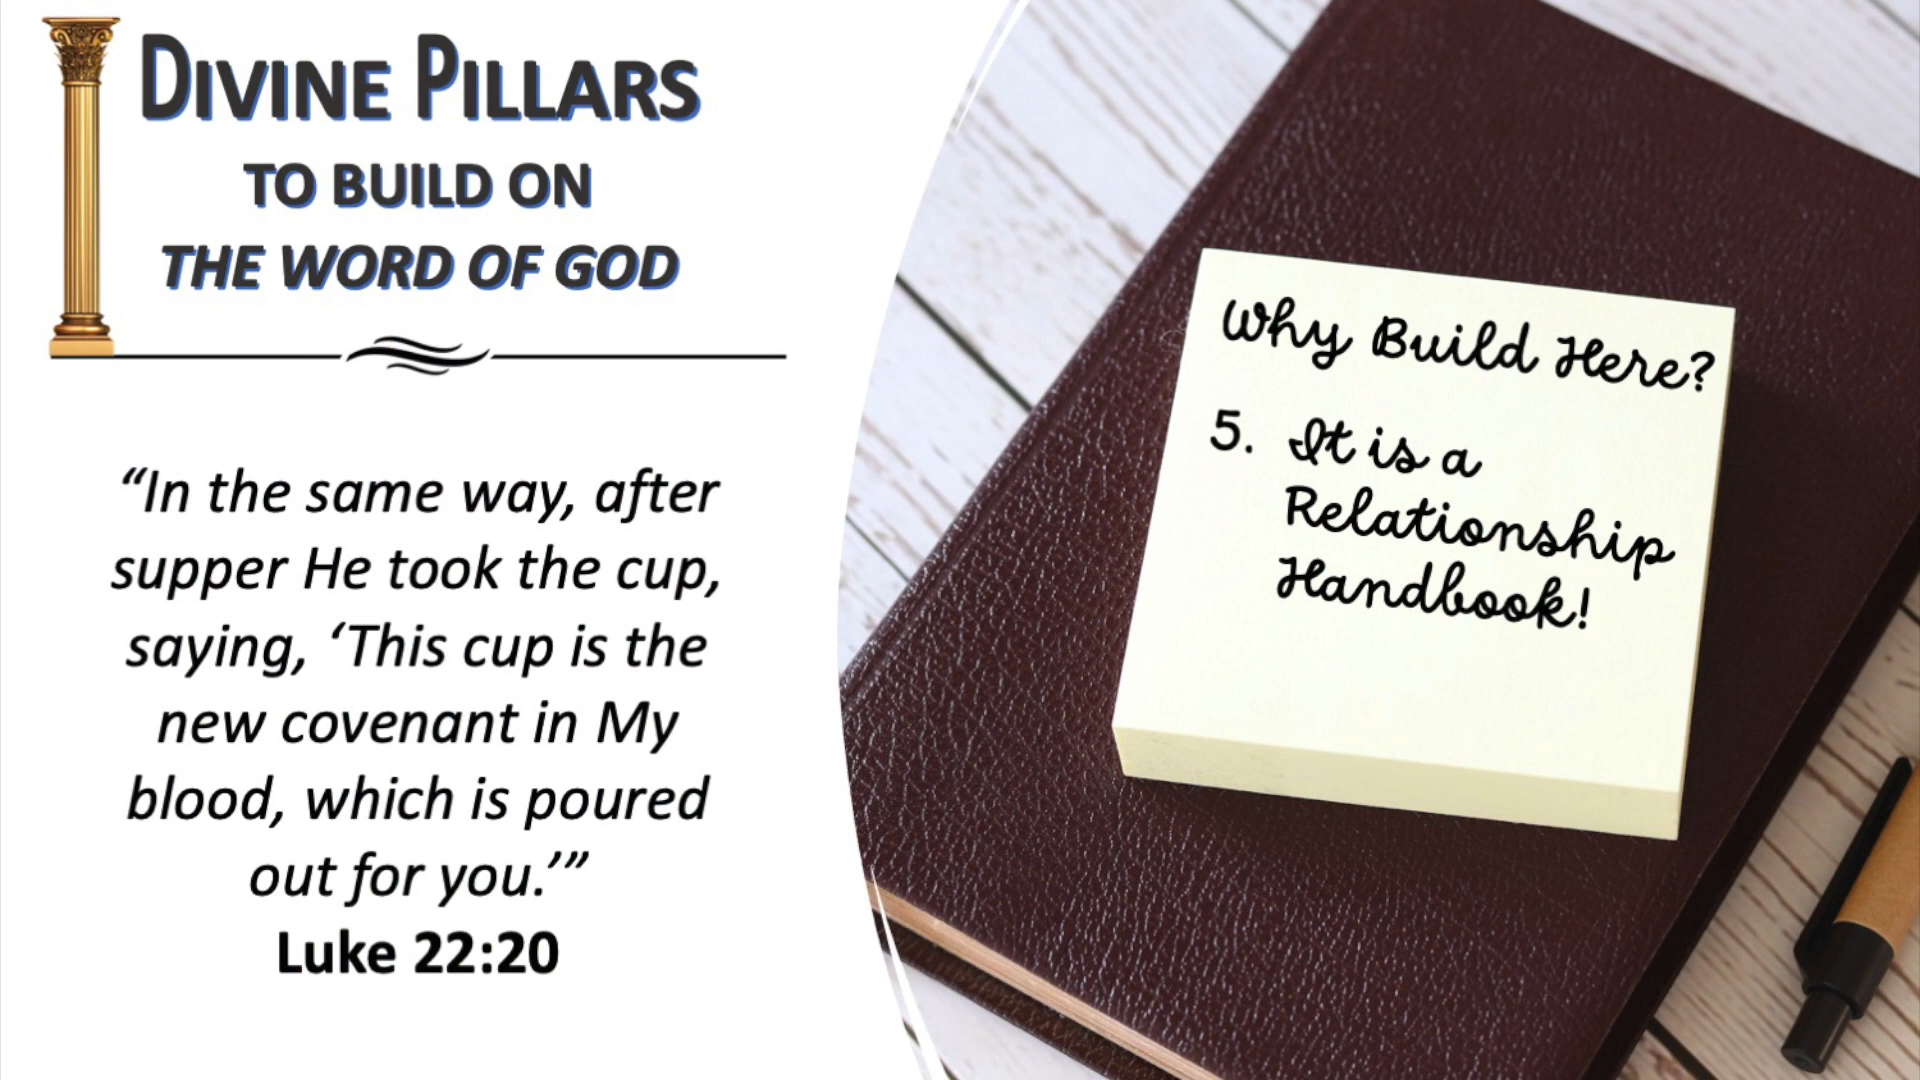 DIVINE PILLARS
TO BUILD ON
THE WORD OF GOD
“In the same way, after
supper He took the cup,
saying, ‘This cup is the
new covenant in My
blood, which is poured
out for you.’”
Luke 22:20
Why Build Here?
5. It is a
Relationship
Handbook!